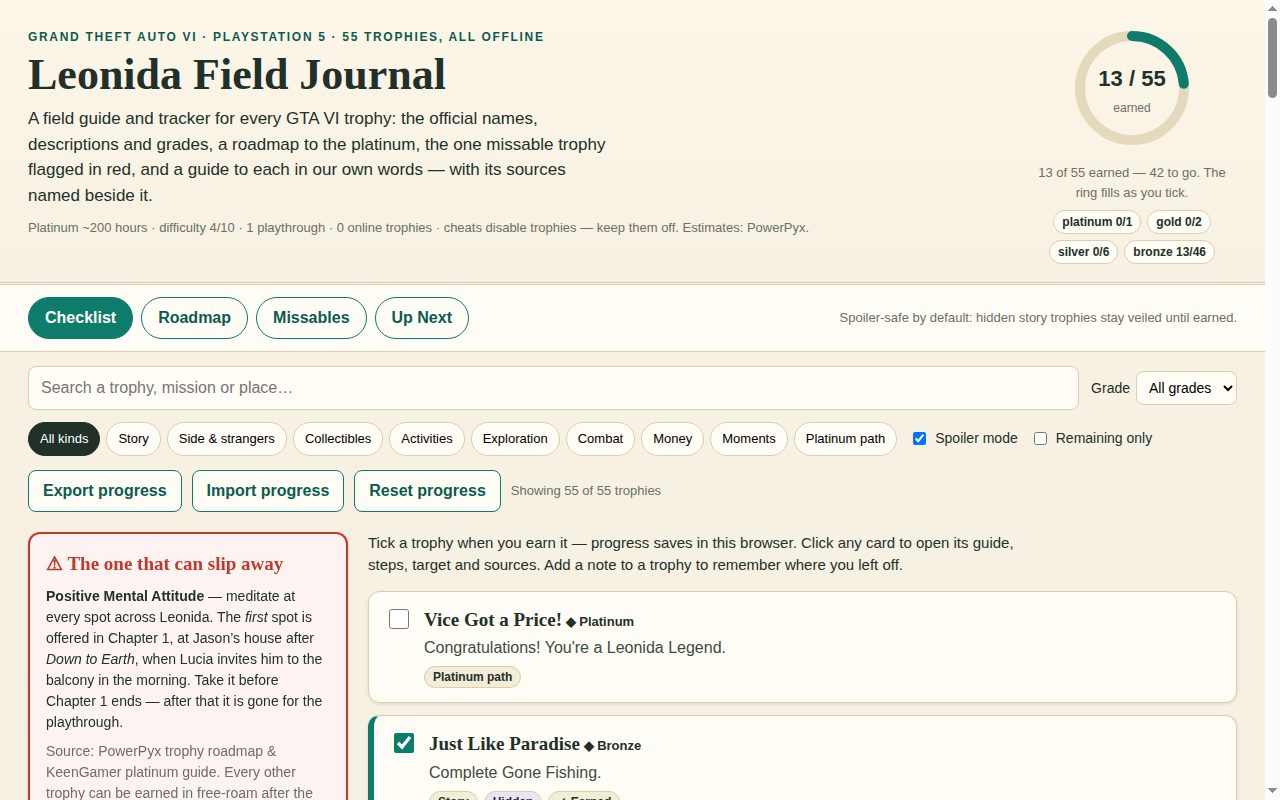 GRAND THEFT AUTO VI · PLAYSTATION 5 · 55 TROPHIES, ALL OFFLINE
Leonida Field Journal
A field guide and tracker for every GTA VI trophy: the official names,
descriptions and grades, a roadmap to the platinum, the one missable trophy
flagged in red, and a guide to each in our own words — with its sources
named beside it.
Platinum ~200 hours · difficulty 4/10 · 1 playthrough · 0 online trophies · cheats disable trophies — keep them off. Estimates: PowerPyx.
13 / 55
earned
13 of 55 earned — 42 to go. The
ring fills as you tick.
platinum 0/1 gold 0/2
silver 0/6 bronze 13/46
Checklist Roadmap Missables Up Next
Spoiler-safe by default: hidden story trophies stay veiled until earned.
Search a trophy, mission or place…
Grade All grades
All kinds Story Side & strangers Collectibles Activities Exploration Combat Money Moments Platinum path Spoiler mode Remaining only
Export progress Import progress Reset progress Showing 55 of 55 trophies
⚠ The one that can slip away
Positive Mental Attitude — meditate at
every spot across Leonida. The first spot is
offered in Chapter 1, at Jason’s house after
Down to Earth, when Lucia invites him to the
balcony in the morning. Take it before
Chapter 1 ends — after that it is gone for the
playthrough.
Source: PowerPyx trophy roadmap &
KeenGamer platinum guide. Every other
trophy can be earned in free-roam after the
Tick a trophy when you earn it — progress saves in this browser. Click any card to open its guide,
steps, target and sources. Add a note to a trophy to remember where you left off.
Vice Got a Price! ◆ Platinum
Congratulations! You're a Leonida Legend.
Platinum path
Just Like Paradise ◆ Bronze
Complete Gone Fishing.
Story Hidden ✓ Earned